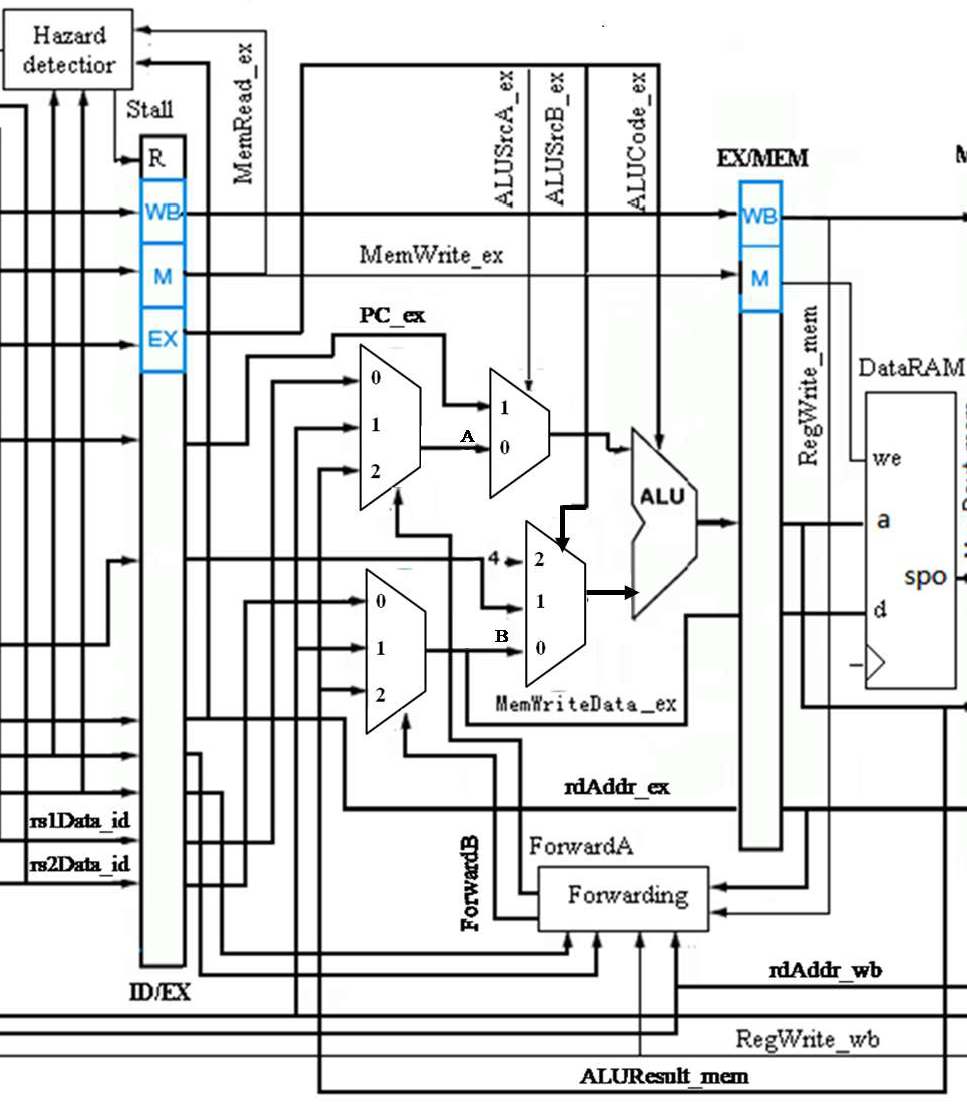 Hazard
detectior
Stall
MemRead_ex
ALUSrcA_ex
ALUSrcB_ex
ALUCode_ex
EX/MEM
R
WB
M
EX
WB
M
MemWrite_ex
PC_ex
RegWrite_mem
DataRAM
we
a
spo
d
0
1
2
A
1
0
ALU
4
2
1
0
B
0
1
2
MemWriteData_ex
rdAddr_ex
rs1Data_id
rs2Data_id
ForwardB
ForwardA
Forwarding
ID/EX
rdAddr_wb
RegWrite_wb
ALUResult_mem